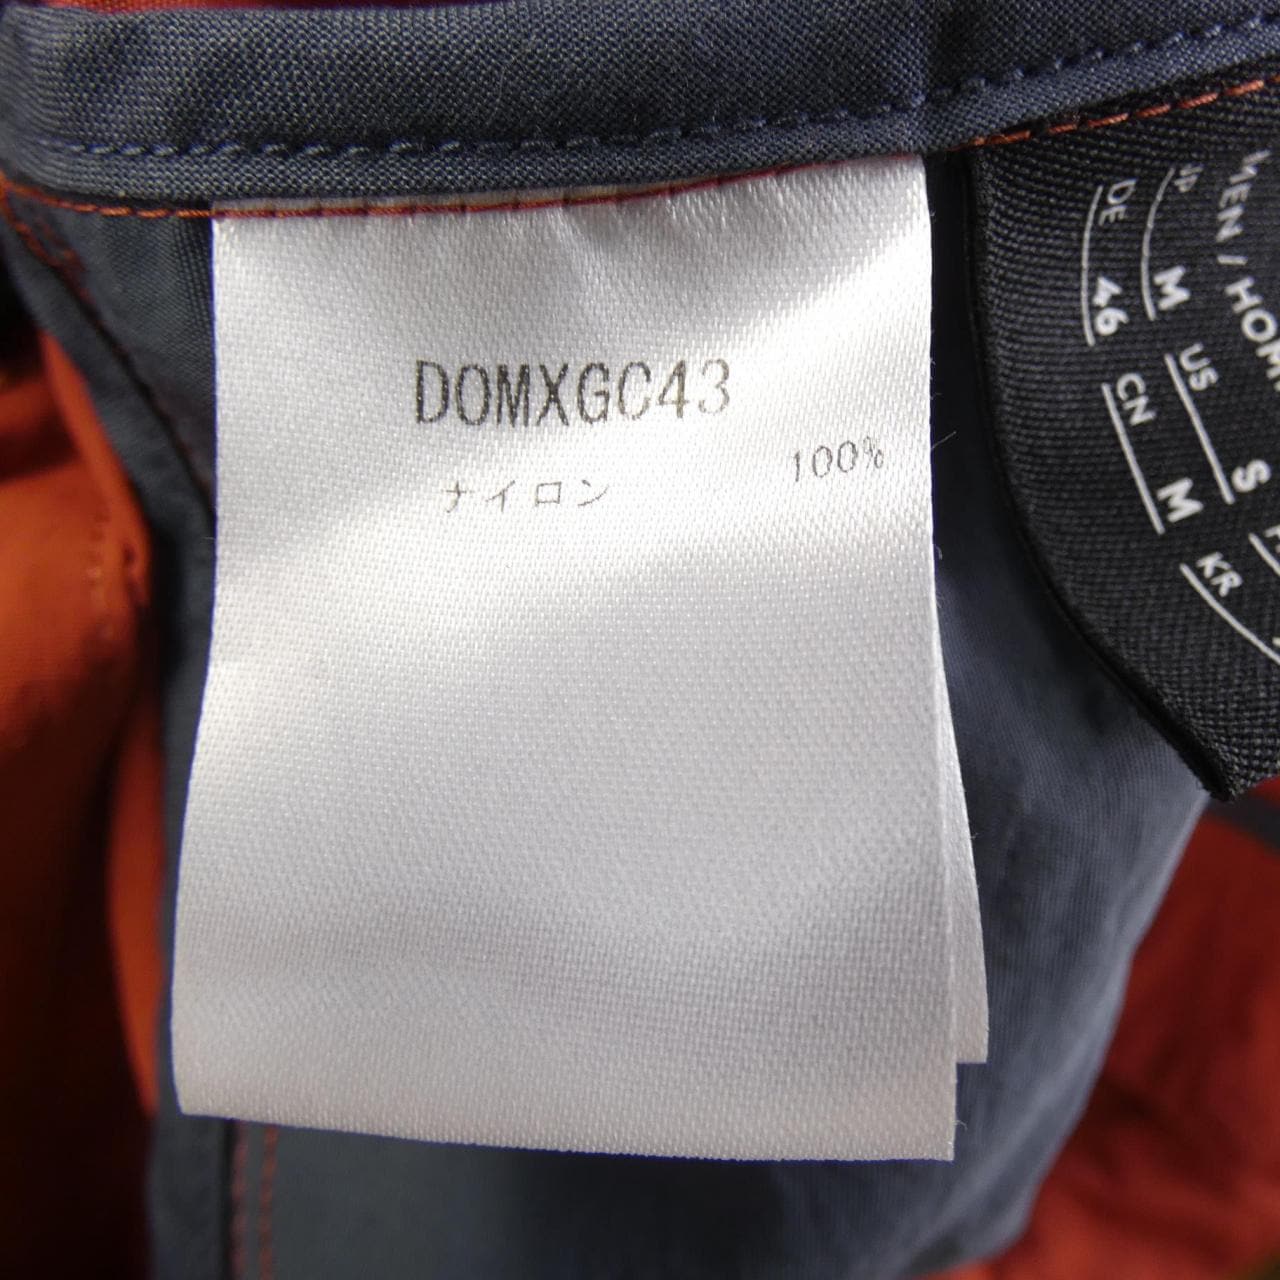 DOMXGC43
ナイロン 100%
MEN / HOM
JP M
US S
DE 46
CN M
KR